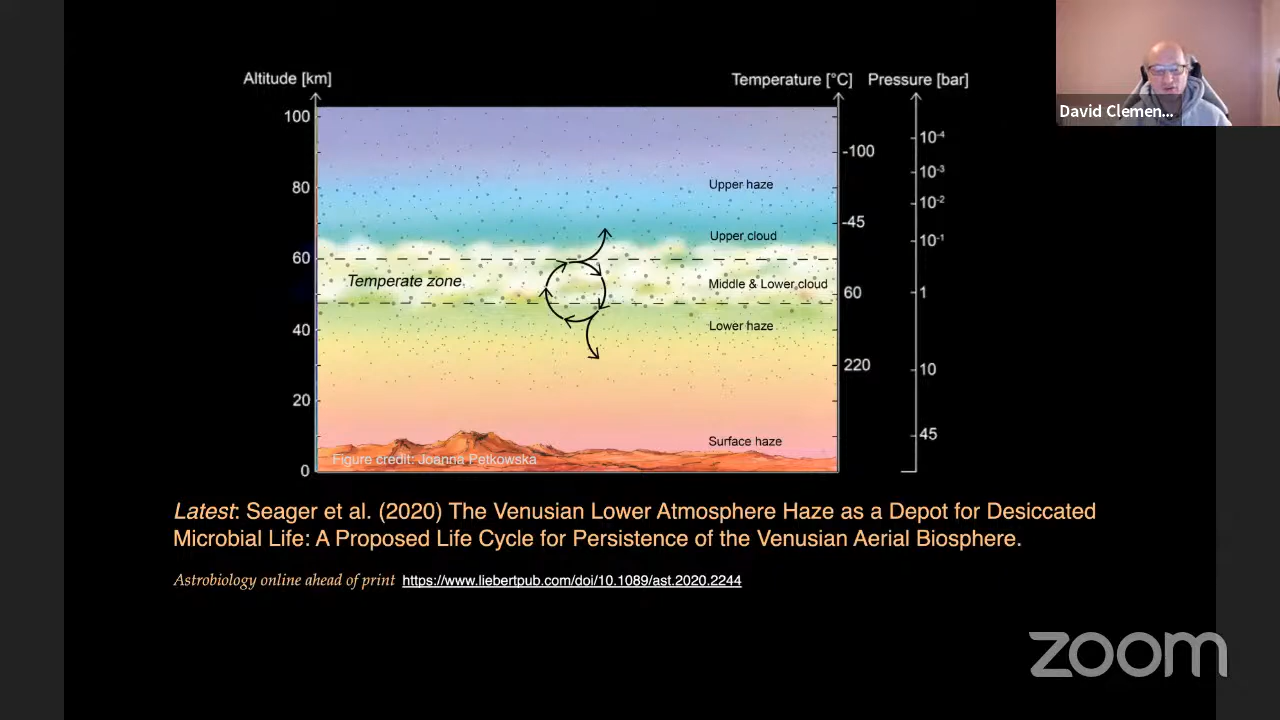 Altitude [km]
Temperature [°C]
Pressure [bar]
David Clemen...
100
-100
10-4
10-3
80
Upper haze
10-2
-45
Upper cloud
10-1
60
Temperate zone
Middle & Lower cloud
60
1
40
Lower haze
220
10
20
45
Surface haze
Figure credit: Joanna Petkowska
0
Latest: Seager et al. (2020) The Venusian Lower Atmosphere Haze as a Depot for Desiccated
Microbial Life: A Proposed Life Cycle for Persistence of the Venusian Aerial Biosphere.
Astrobiology online ahead of print https://www.liebertpub.com/doi/10.1089/ast.2020.2244
zoom